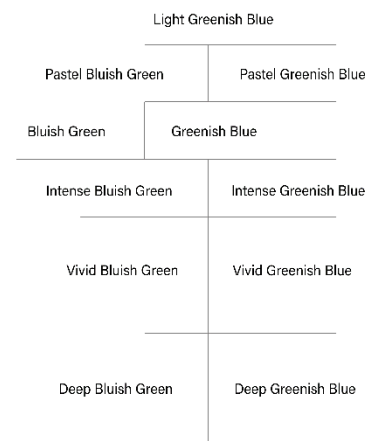 Light Greenish Blue
Pastel Bluish Green Pastel Greenish Blue
Bluish Green Greenish Blue
Intense Bluish Green Intense Greenish Blue
Vivid Bluish Green Vivid Greenish Blue
Deep Bluish Green Deep Greenish Blue